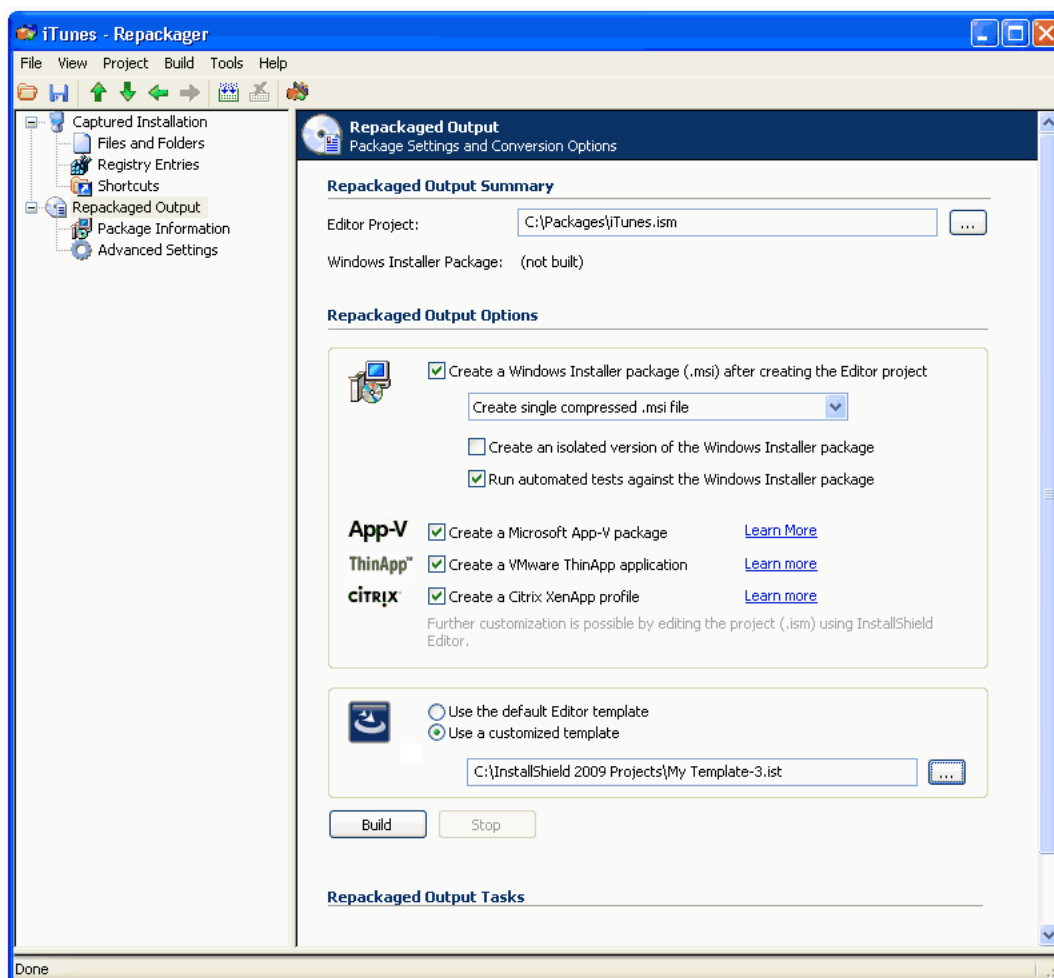 iTunes - Repackager
File View Project Build Tools Help
Captured Installation
Files and Folders
Registry Entries
Shortcuts
Repackaged Output
Package Information
Advanced Settings
Repackaged Output
Package Settings and Conversion Options
Repackaged Output Summary
Editor Project: C:\Packages\iTunes.ism ...
Windows Installer Package: (not built)
Repackaged Output Options
Create a Windows Installer package (.msi) after creating the Editor project
Create single compressed .msi file
Create an isolated version of the Windows Installer package
Run automated tests against the Windows Installer package
App-V Create a Microsoft App-V package Learn More
ThinApp™ Create a VMware ThinApp application Learn more
CİTRIX Create a Citrix XenApp profile Learn more
Further customization is possible by editing the project (.ism) using InstallShield
Editor.
Use the default Editor template
Use a customized template
C:\InstallShield 2009 Projects\My Template-3.ist ...
Build Stop
Repackaged Output Tasks
Done